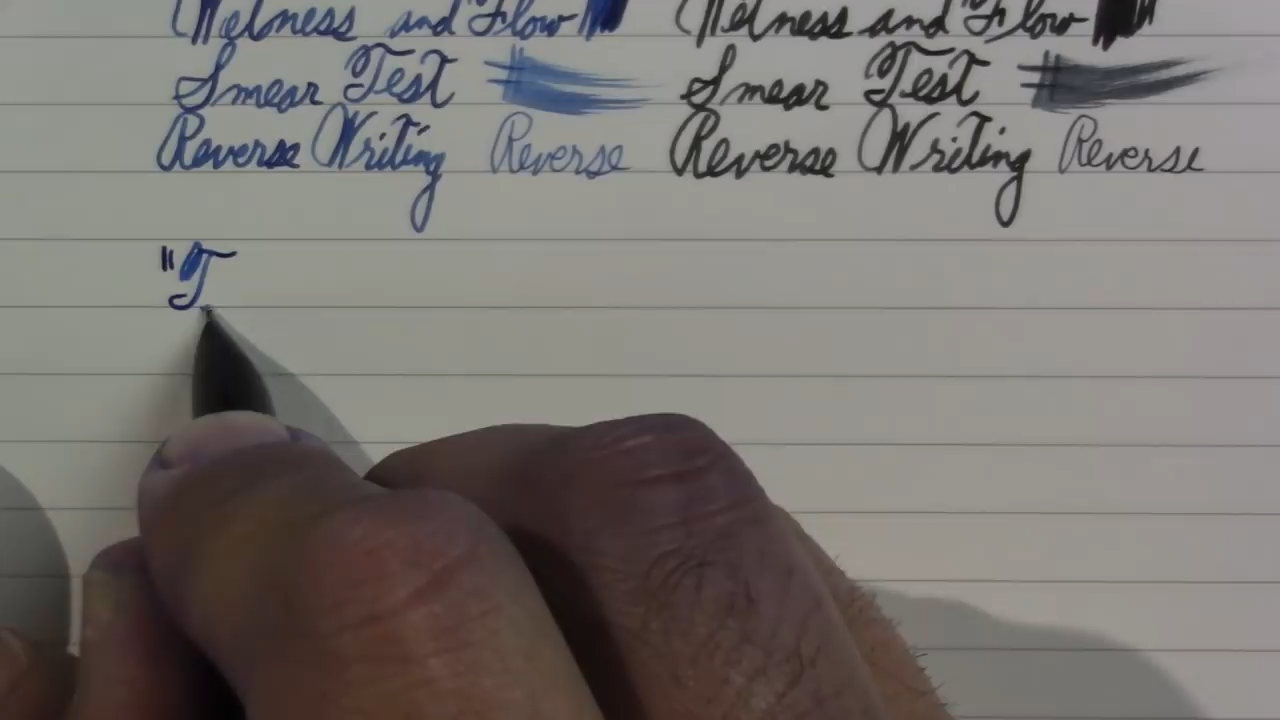 Wetness and Flow Wetness and Flow
Smear Test Smear Test
Reverse Writing Reverse Reverse Writing Reverse
"T